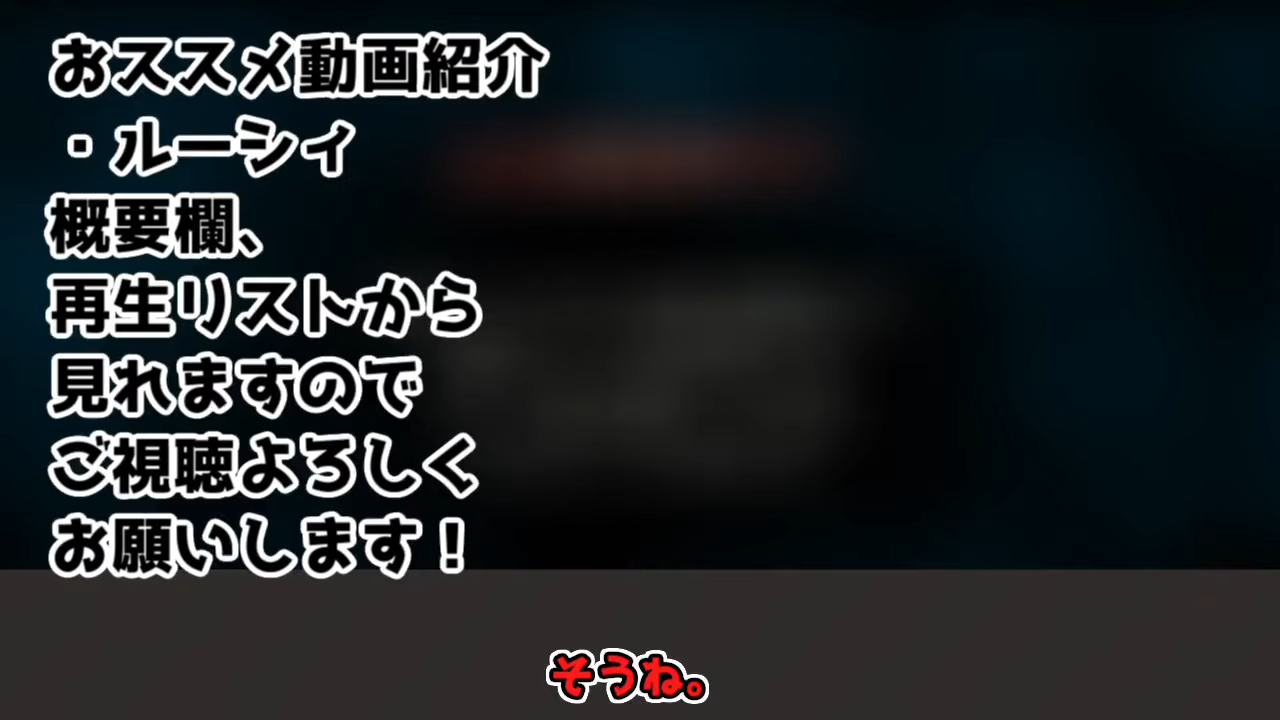 おススメ動画紹介
・ルーシィ
概要欄、
再生リストから
見れますので
ご視聴よろしく
お願いします！
そうね。